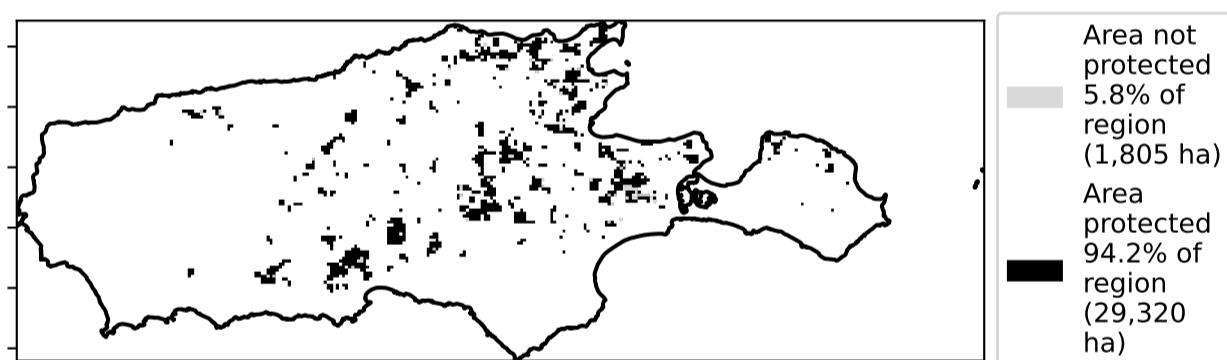 Area not
protected
5.8% of
region
(1,805 ha)
Area
protected
94.2% of
region
(29,320
ha)